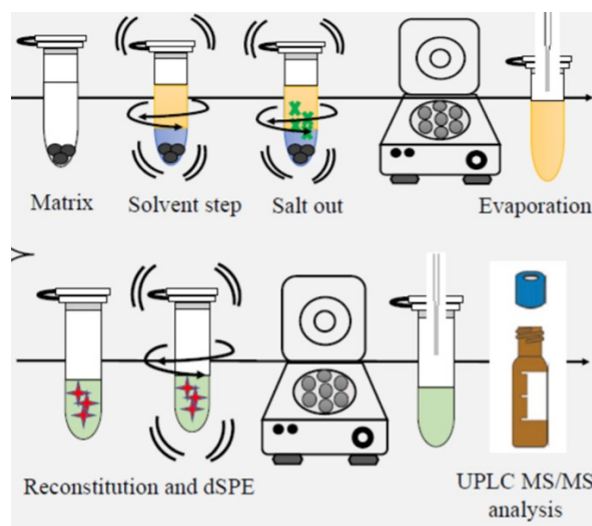 Matrix
Solvent step
Salt out
Evaporation
Reconstitution and dSPE
UPLC MS/MS
analysis